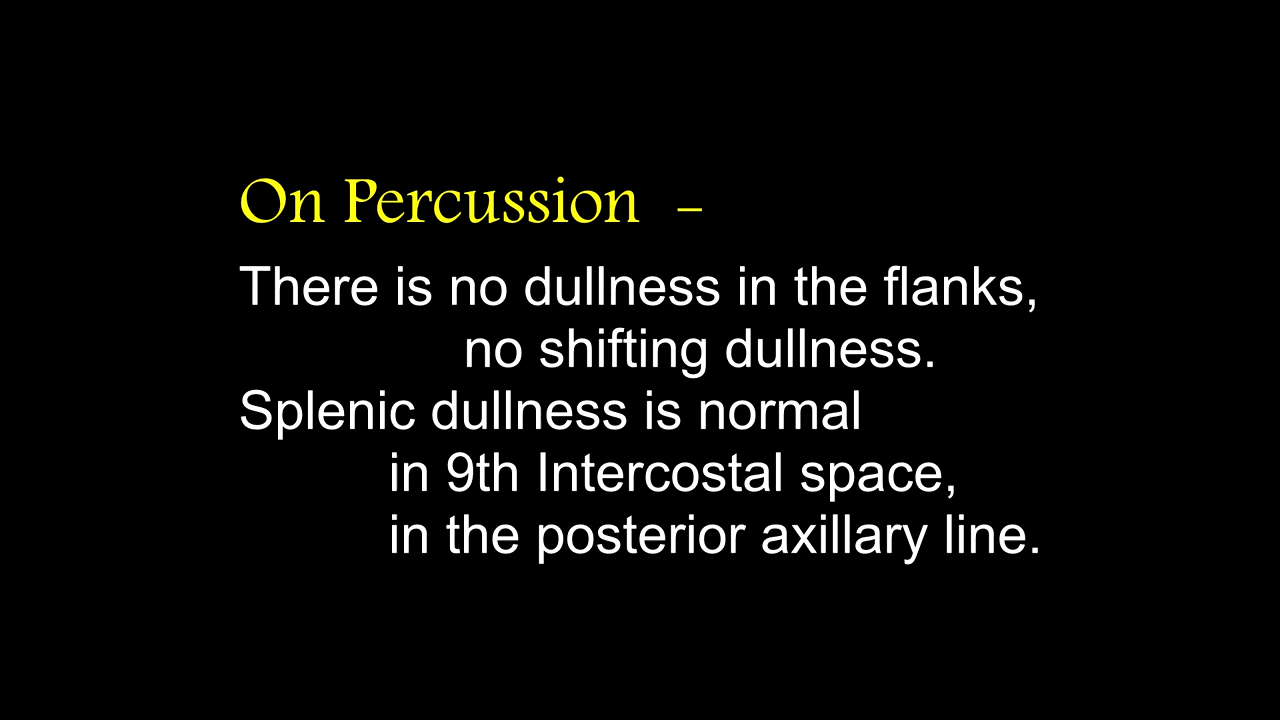 On Percussion –
There is no dullness in the flanks,
no shifting dullness.
Splenic dullness is normal
in 9th Intercostal space,
in the posterior axillary line.